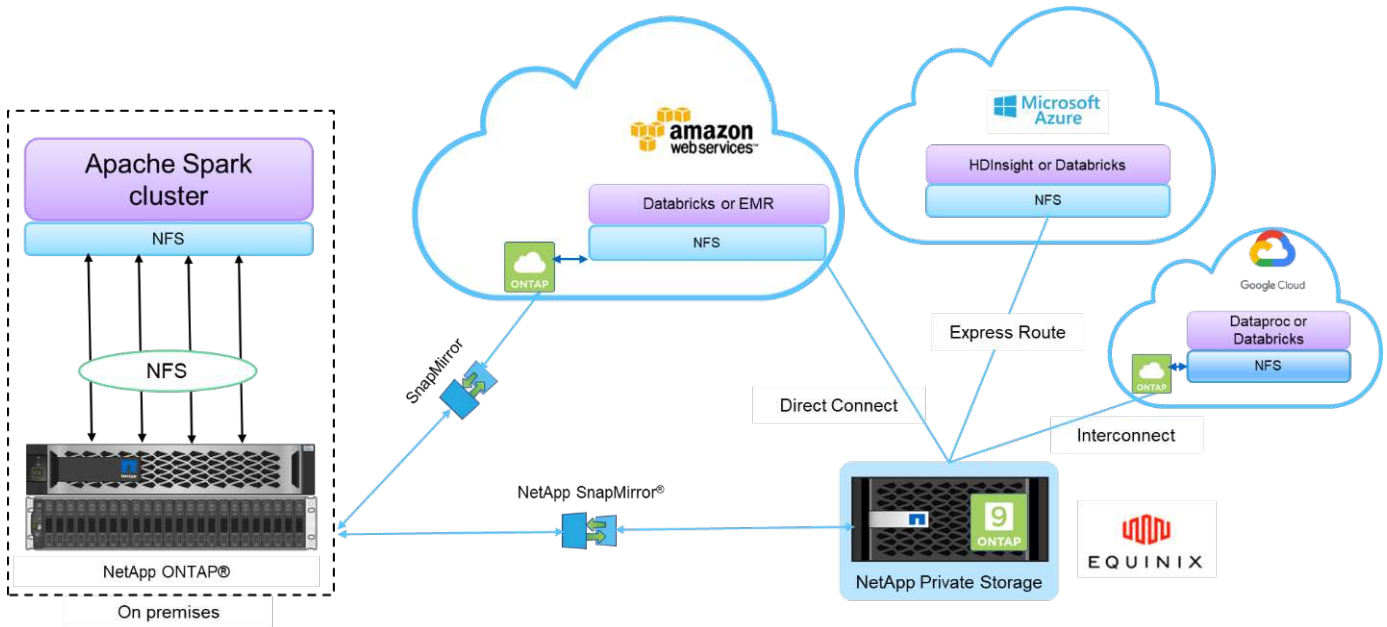 Apache Spark
cluster
NFS
NFS
NetApp
NetApp ONTAP®
On premises
SnapMirror
NetApp SnapMirror®
amazon
web services™
Databricks or EMR
NFS
ONTAP
Microsoft
Azure
HDInsight or Databricks
NFS
Google Cloud
Dataproc or
Databricks
NFS
ONTAP
Express Route
Direct Connect
Interconnect
9
ONTAP
NetApp Private Storage
EQUINIX